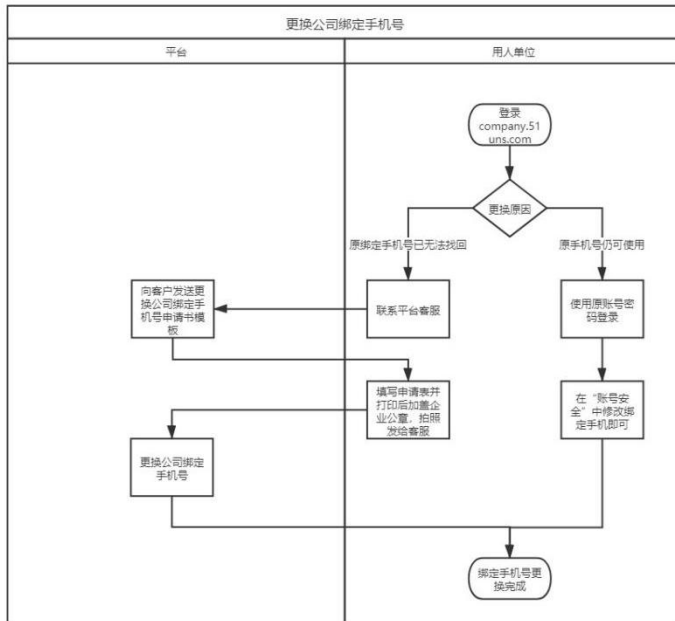 更换公司绑定手机号
平台
用人单位
登录
company.51
uns.com
更换原因
原绑定手机号已无法找回
原手机号仍可使用
向客户发送更
换公司绑定手
机号申请书模
板
联系平台客服
使用原账号密
码登录
填写申请表并
打印后加盖企
业公章，拍照
发给客服
在“账号安
全”中修改绑
定手机即可
更换公司绑定
手机号
绑定手机号更
换完成